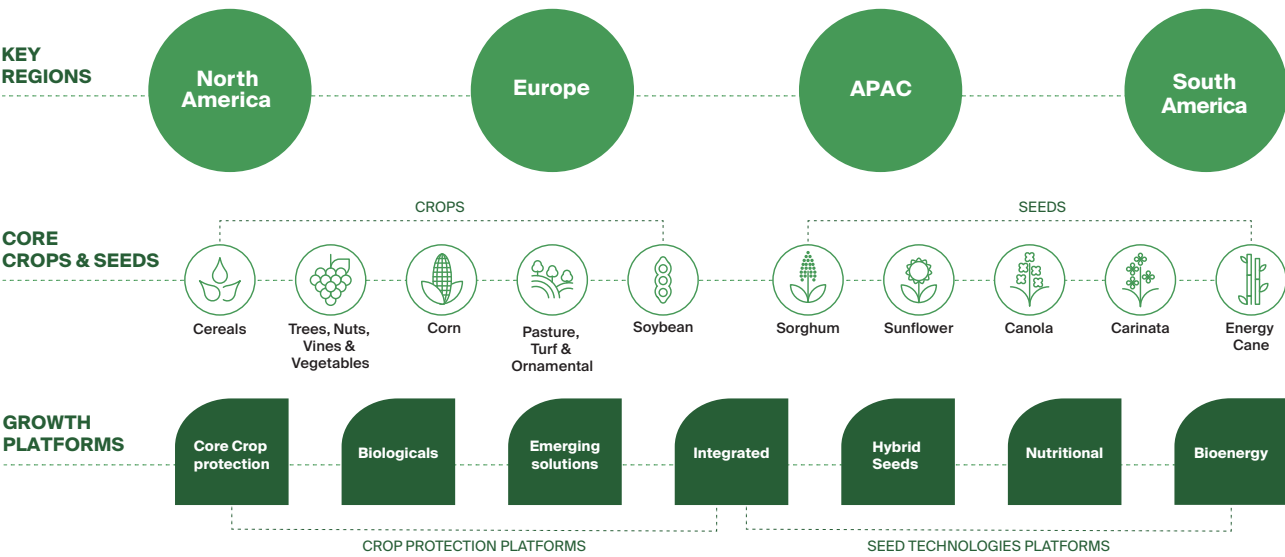 KEY
REGIONS
North
America
Europe
APAC
South
America
CROPS
SEEDS
CORE
CROPS & SEEDS
Cereals
Trees, Nuts,
Vines &
Vegetables
Corn
Pasture,
Turf &
Ornamental
Soybean
Sorghum
Sunflower
Canola
Carinata
Energy
Cane
GROWTH
PLATFORMS
Core Crop
protection
Biologicals
Emerging
solutions
Integrated
Hybrid
Seeds
Nutritional
Bioenergy
CROP PROTECTION PLATFORMS
SEED TECHNOLOGIES PLATFORMS